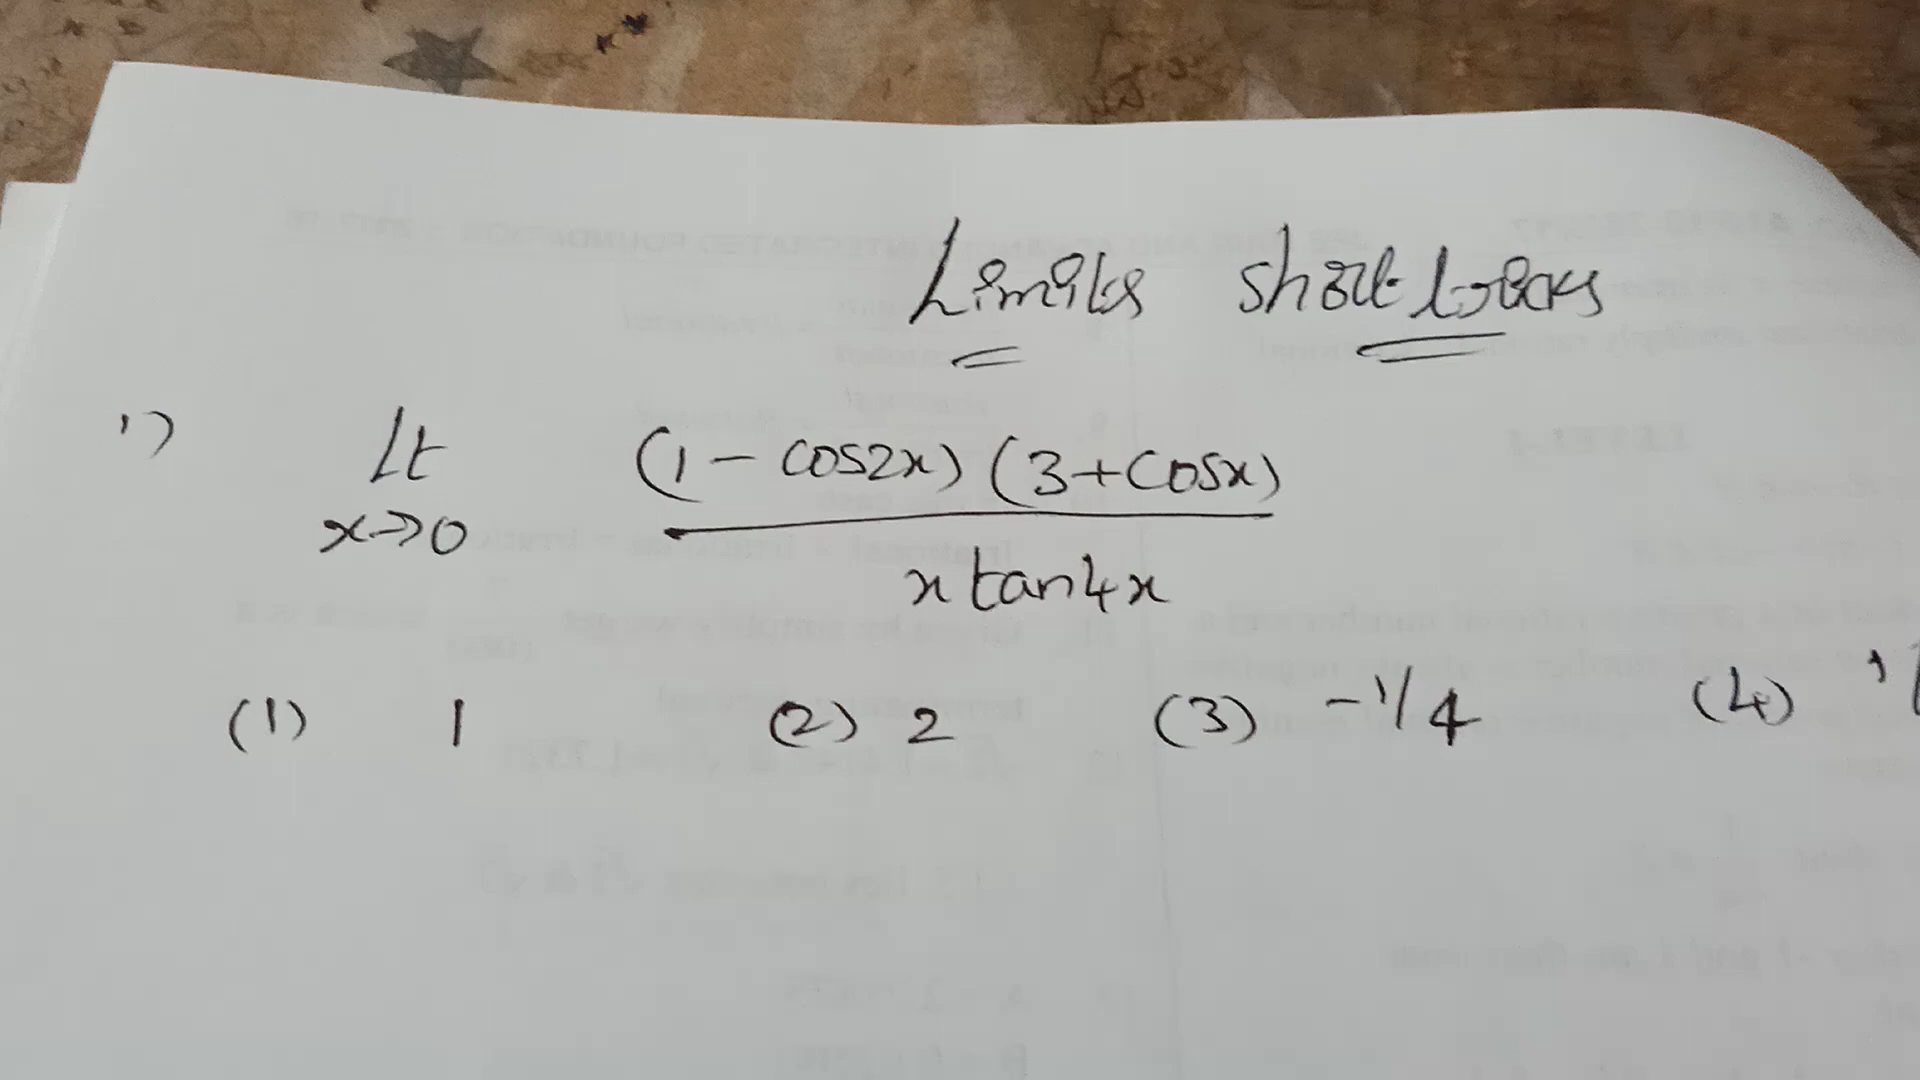 Limits short tricks
1) Lt (1 - cos2x) (3 + cosx)
x→0 x tan4x
(1) 1 (2) 2 (3) -1/4 (4)